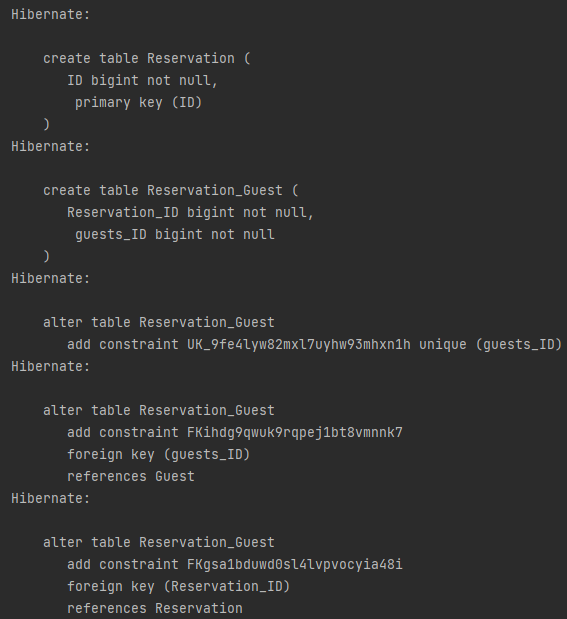 Hibernate:
create table Reservation (
ID bigint not null,
primary key (ID)
)
Hibernate:
create table Reservation_Guest (
Reservation_ID bigint not null,
guests_ID bigint not null
)
Hibernate:
alter table Reservation_Guest
add constraint UK_9fe4lyw82mxl7uyhw93mhxn1h unique (guests_ID)
Hibernate:
alter table Reservation_Guest
add constraint FKihdg9qwuk9rqpej1bt8vmnnk7
foreign key (guests_ID)
references Guest
Hibernate:
alter table Reservation_Guest
add constraint FKgsa1bduwd0sl4lvpvocyia48i
foreign key (Reservation_ID)
references Reservation